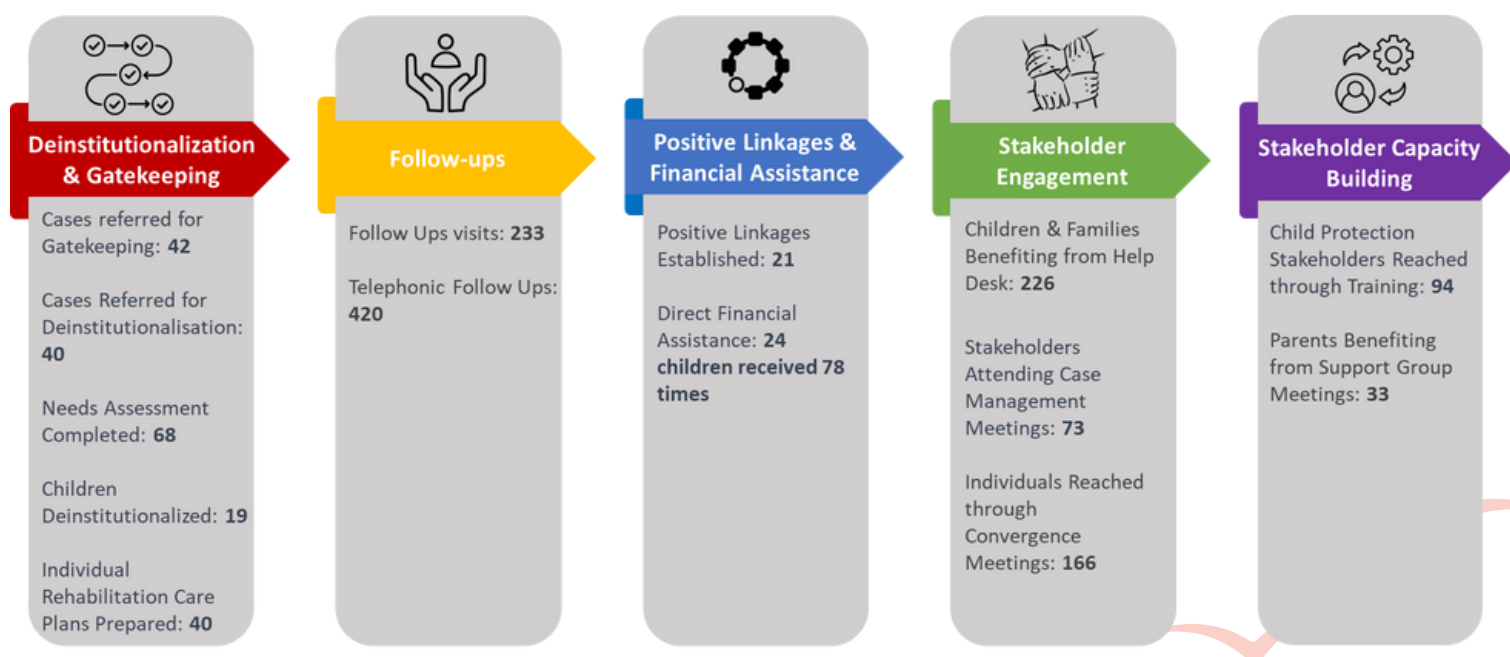 Deinstitutionalization
& Gatekeeping
Cases referred for
Gatekeeping: 42
Cases Referred for
Deinstitutionalisation:
40
Needs Assessment
Completed: 68
Children
Deinstitutionalized: 19
Individual
Rehabilitation Care
Plans Prepared: 40
Follow-ups
Follow Ups visits: 233
Telephonic Follow Ups:
420
Positive Linkages &
Financial Assistance
Positive Linkages
Established: 21
Direct Financial
Assistance: 24
children received 78
times
Stakeholder
Engagement
Children & Families
Benefiting from Help
Desk: 226
Stakeholders
Attending Case
Management
Meetings: 73
Individuals Reached
through
Convergence
Meetings: 166
Stakeholder Capacity
Building
Child Protection
Stakeholders Reached
through Training: 94
Parents Benefiting
from Support Group
Meetings: 33